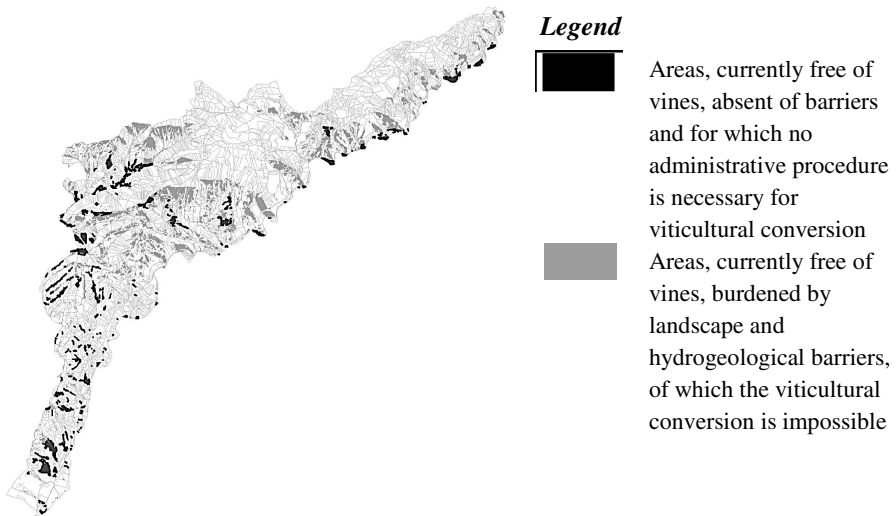 Legend
Areas, currently free of
vines, absent of barriers
and for which no
administrative procedure
is necessary for
viticultural conversion
Areas, currently free of
vines, burdened by
landscape and
hydrogeological barriers,
of which the viticultural
conversion is impossible